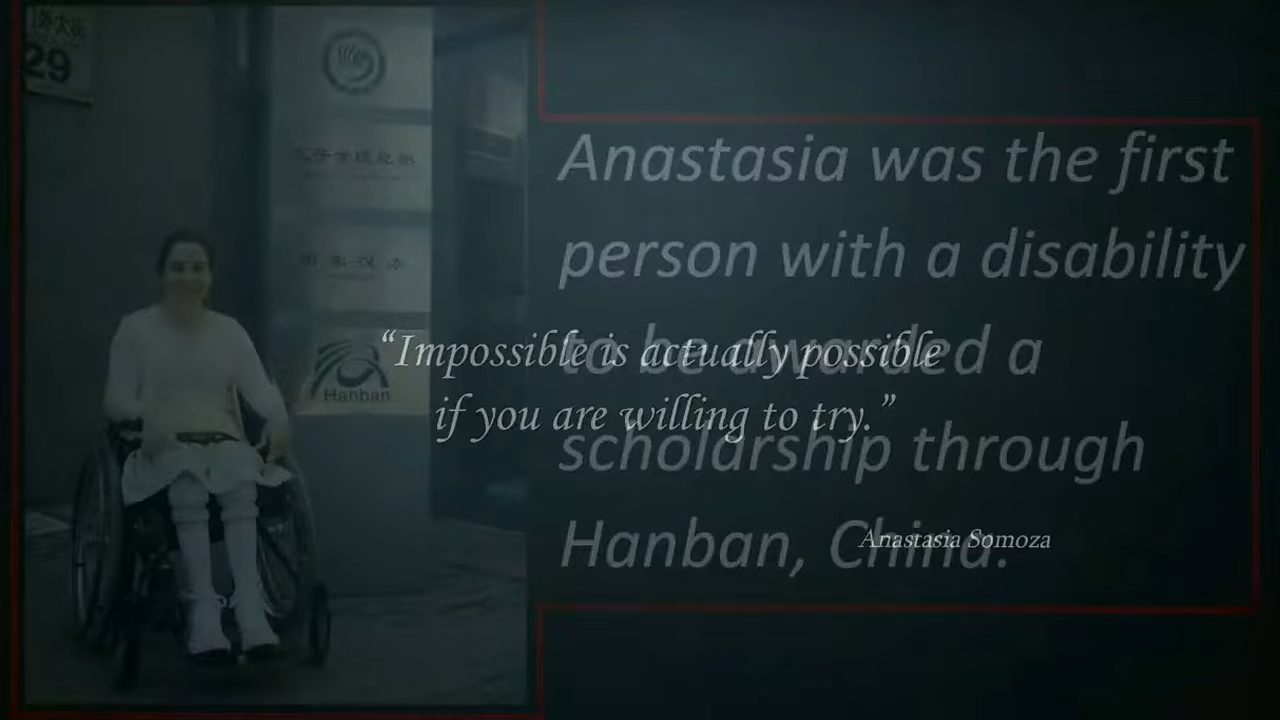 29
Hanban
Anastasia was the first
person with a disability
to be awarded a
scholarship through
Hanban, China.
“Impossible is actually possible
if you are willing to try.”
Anastasia Somoza